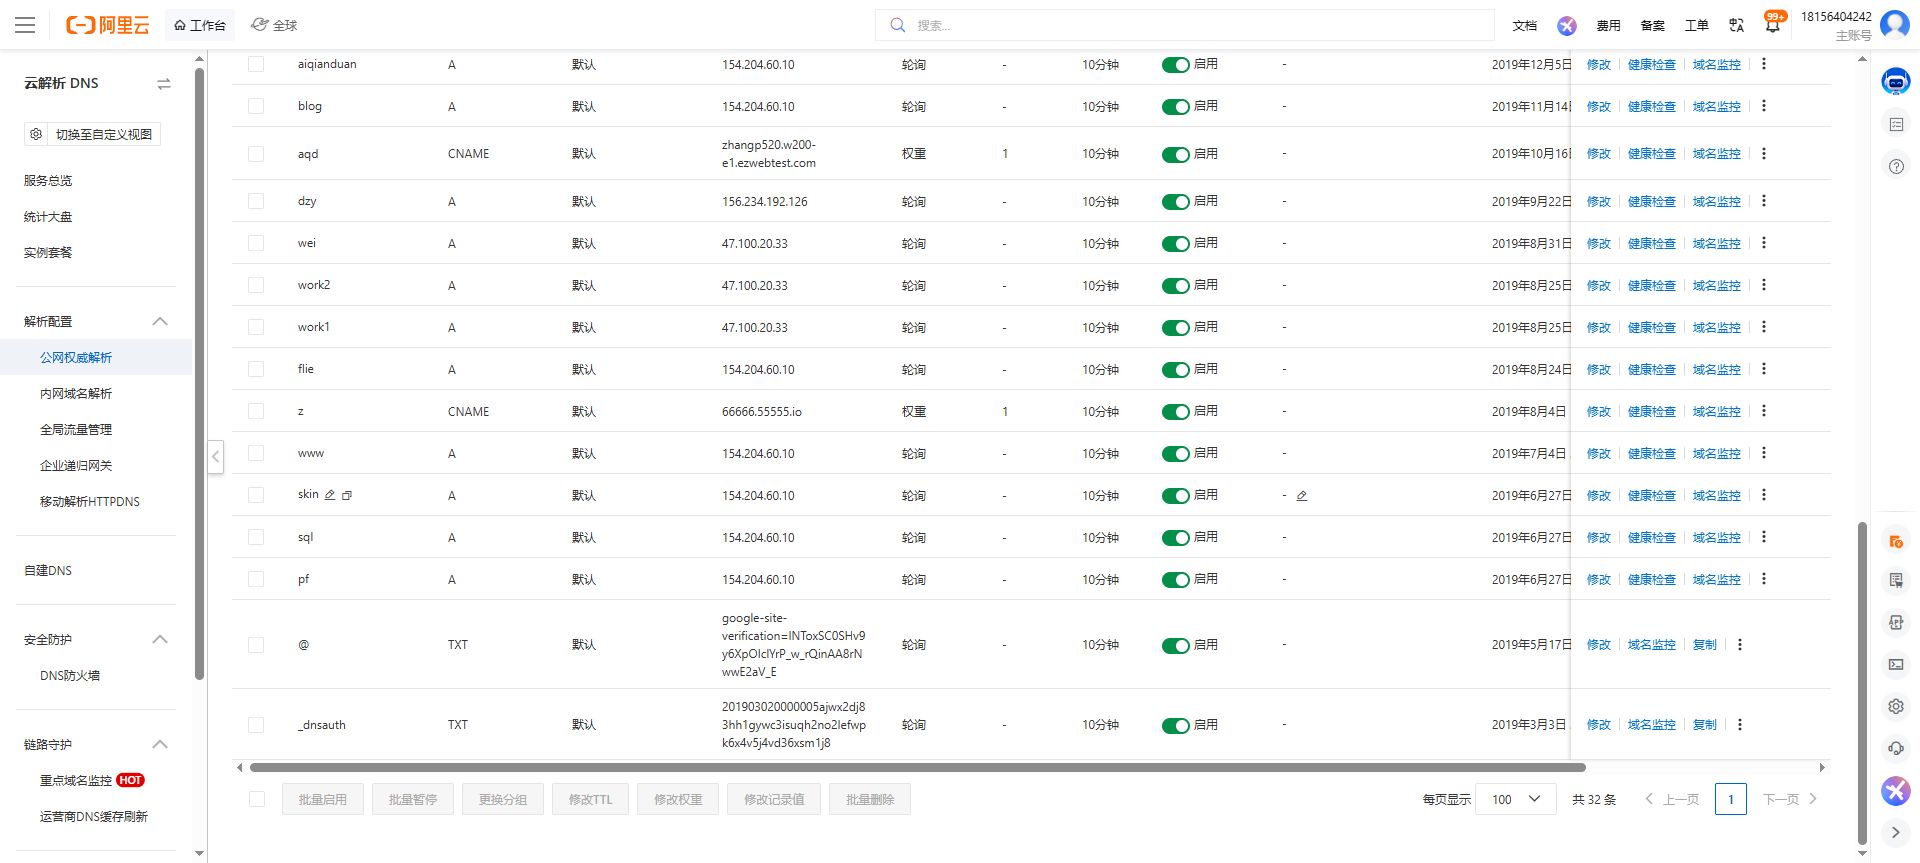 阿里云
工作台
全球
搜索...
文档
费用
备案
工单
99+
18156404242
主账号
云解析 DNS
切换至自定义视图
服务总览
统计大盘
实例套餐
解析配置
公网权威解析
内网域名解析
全局流量管理
企业递归网关
移动解析HTTPDNS
自建DNS
安全防护
DNS防火墙
链路守护
重点域名监控 HOT
运营商DNS缓存刷新
aiqianduan A 默认 154.204.60.10 轮询 - 10分钟 启用 - 2019年12月5日 修改 健康检查 域名监控
blog A 默认 154.204.60.10 轮询 - 10分钟 启用 - 2019年11月14日 修改 健康检查 域名监控
aqd CNAME 默认 zhangp520.w200-
e1.ezwebtest.com 权重 1 10分钟 启用 - 2019年10月16日 修改 健康检查 域名监控
dzy A 默认 156.234.192.126 轮询 - 10分钟 启用 - 2019年9月22日 修改 健康检查 域名监控
wei A 默认 47.100.20.33 轮询 - 10分钟 启用 - 2019年8月31日 修改 健康检查 域名监控
work2 A 默认 47.100.20.33 轮询 - 10分钟 启用 - 2019年8月25日 修改 健康检查 域名监控
work1 A 默认 47.100.20.33 轮询 - 10分钟 启用 - 2019年8月25日 修改 健康检查 域名监控
flie A 默认 154.204.60.10 轮询 - 10分钟 启用 - 2019年8月24日 修改 健康检查 域名监控
z CNAME 默认 66666.55555.io 权重 1 10分钟 启用 - 2019年8月4日 修改 健康检查 域名监控
www A 默认 154.204.60.10 轮询 - 10分钟 启用 - 2019年7月4日 修改 健康检查 域名监控
skin A 默认 154.204.60.10 轮询 - 10分钟 启用 - 2019年6月27日 修改 健康检查 域名监控
sql A 默认 154.204.60.10 轮询 - 10分钟 启用 - 2019年6月27日 修改 健康检查 域名监控
pf A 默认 154.204.60.10 轮询 - 10分钟 启用 - 2019年6月27日 修改 健康检查 域名监控
@ TXT 默认 google-site-
verification=INToxSC0SHv9
y6XpOIclYrP_w_rQinAA8rN
wwE2aV_E 轮询 - 10分钟 启用 - 2019年5月17日 修改 域名监控 复制
_dnsauth TXT 默认 201903020000005ajwx2dj8
3hh1gywc3isuqh2no2lefwp
k6x4v5j4vd36xsm1j8 轮询 - 10分钟 启用 - 2019年3月3日 修改 域名监控 复制
批量启用 批量暂停 更换分组 修改TTL 修改权重 修改记录值 批量删除
每页显示 100 共 32 条 上一页 1 下一页